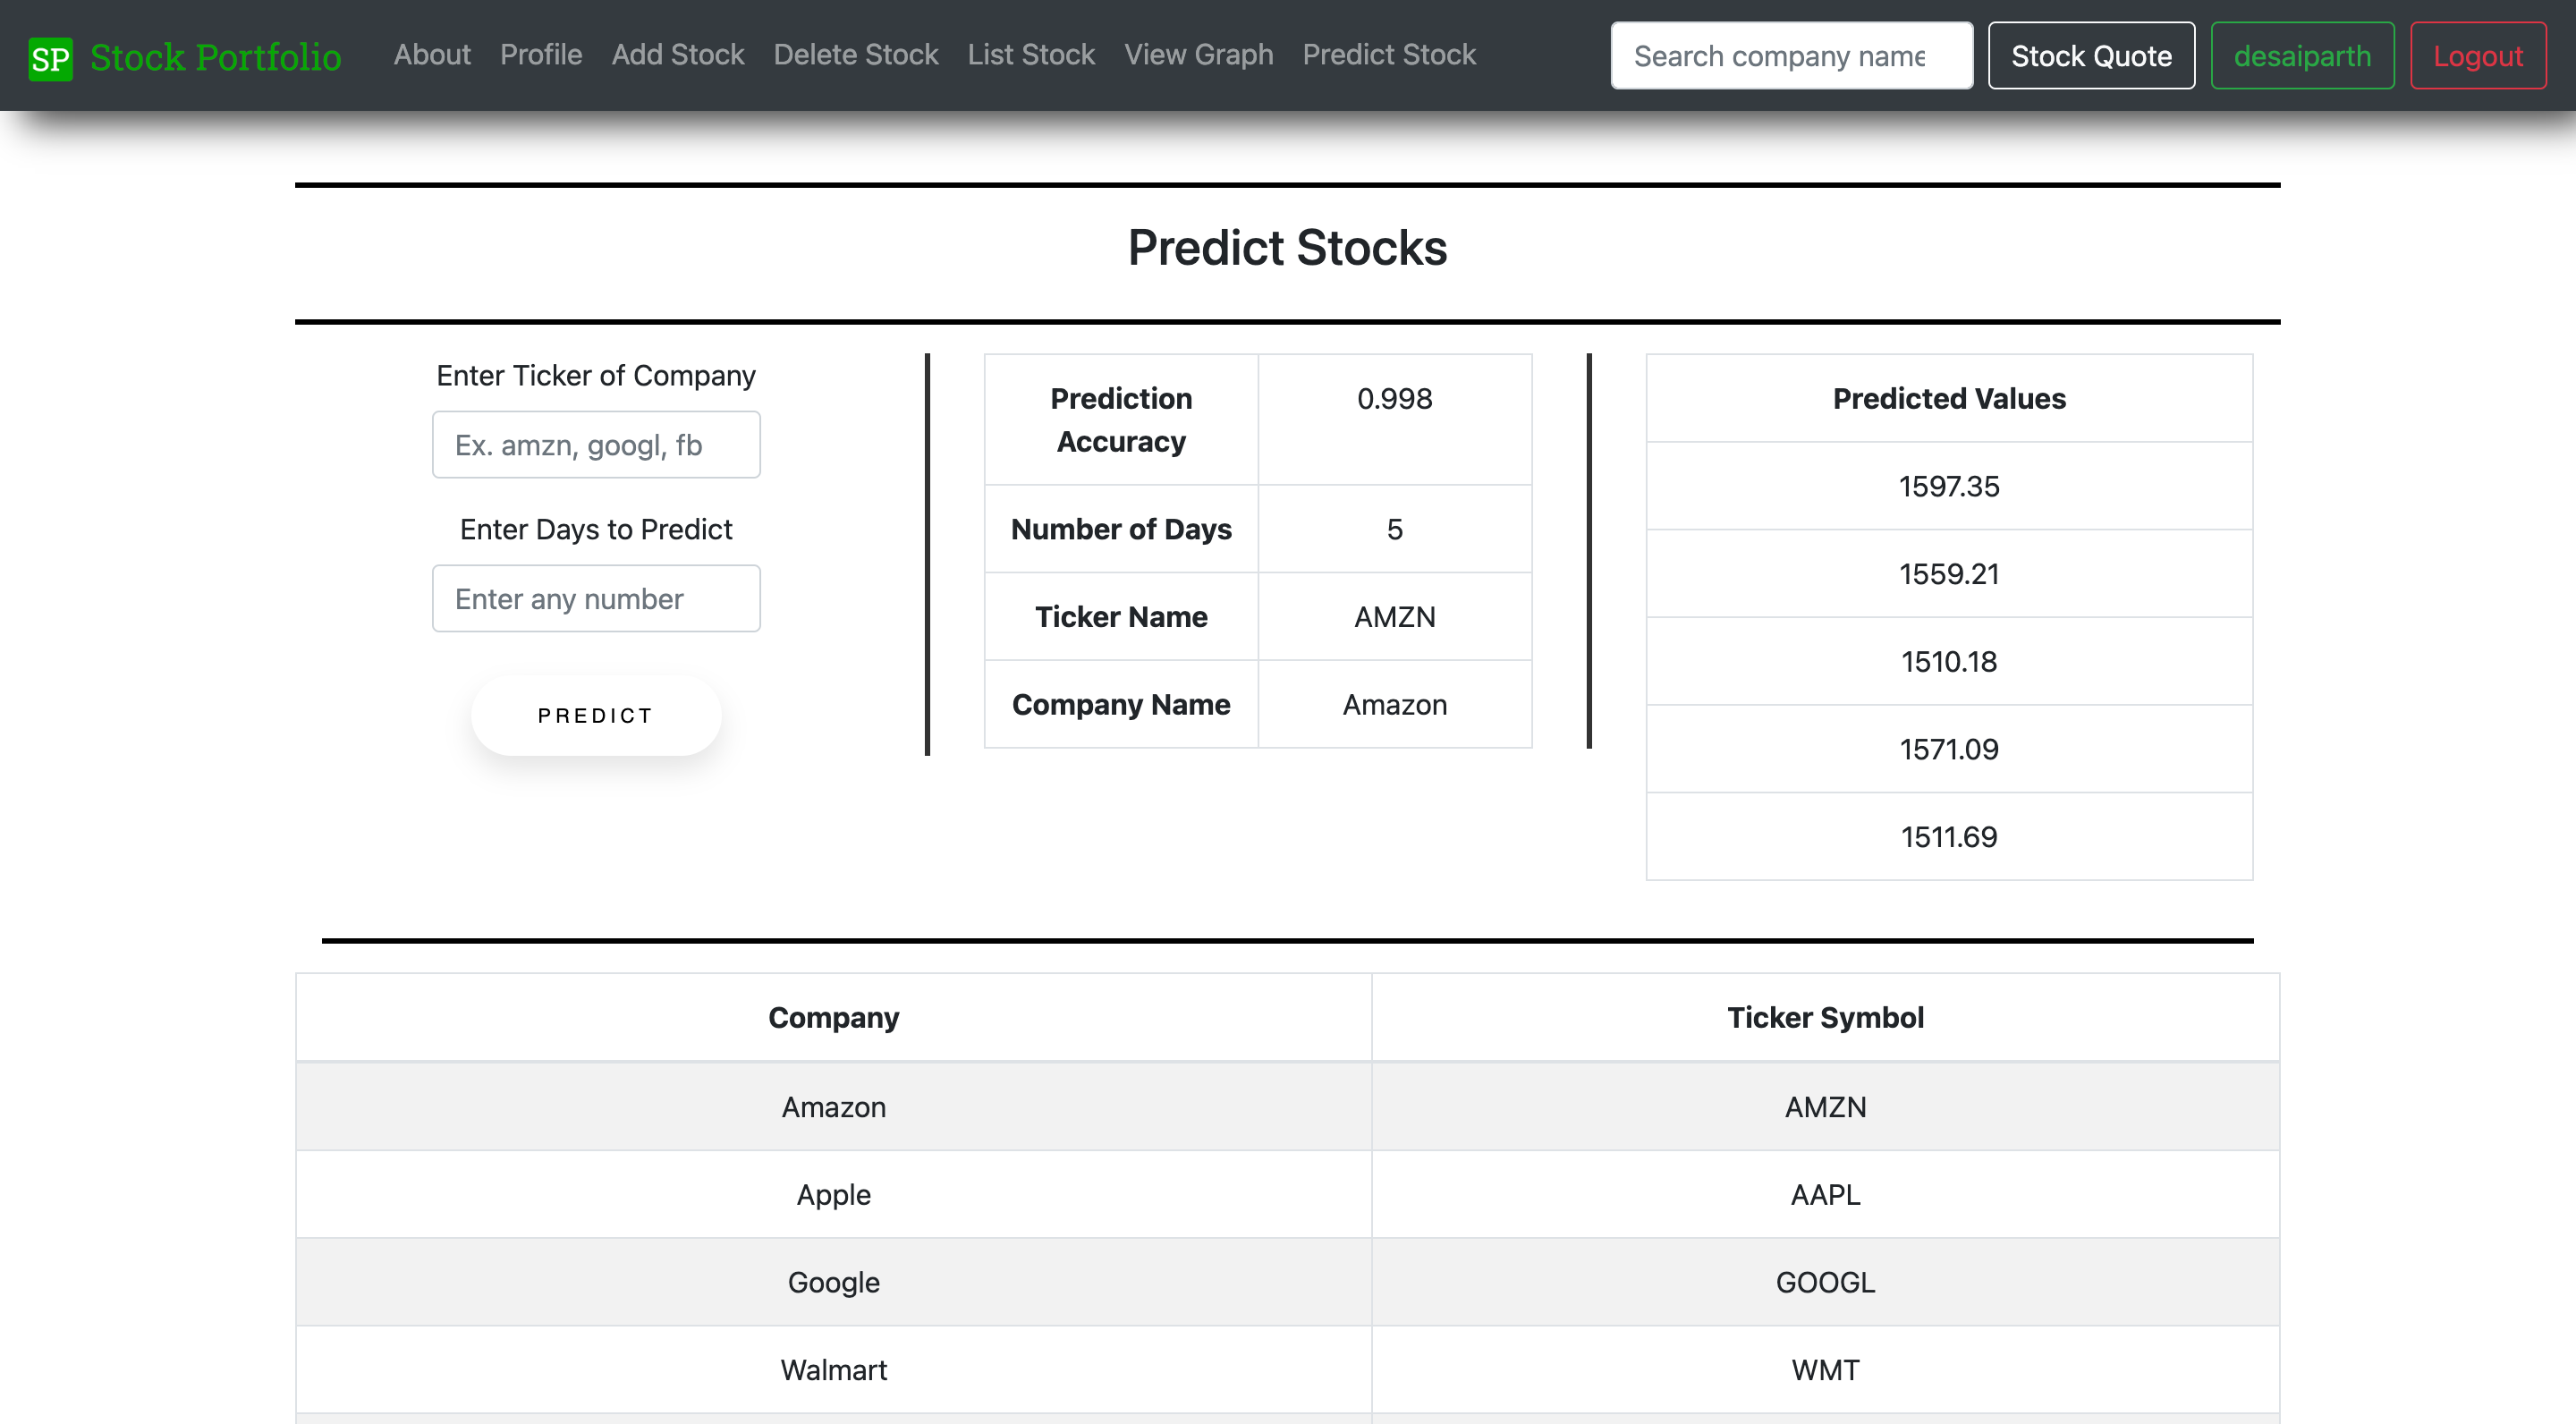 SP Stock Portfolio About Profile Add Stock Delete Stock List Stock View Graph Predict Stock Search company name Stock Quote desaiparth Logout
Predict Stocks
Enter Ticker of Company
Ex. amzn, googl, fb
Enter Days to Predict
Enter any number
PREDICT
Prediction Accuracy 0.998
Number of Days 5
Ticker Name AMZN
Company Name Amazon
Predicted Values
1597.35
1559.21
1510.18
1571.09
1511.69
Company Ticker Symbol
Amazon AMZN
Apple AAPL
Google GOOGL
Walmart WMT